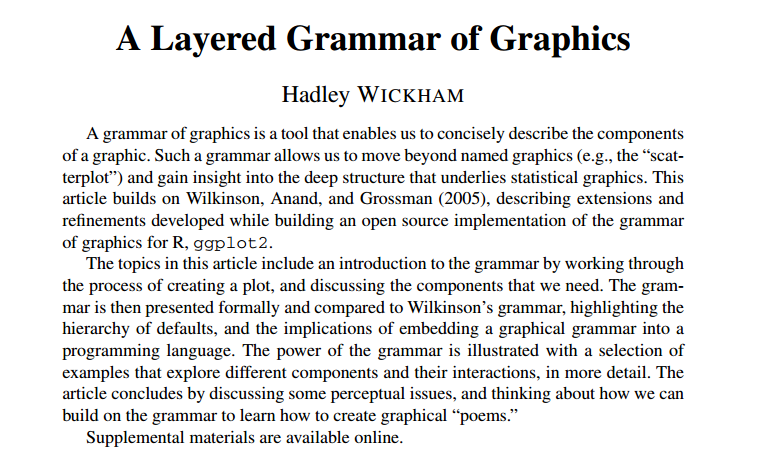 A Layered Grammar of Graphics
Hadley WICKHAM
A grammar of graphics is a tool that enables us to concisely describe the components
of a graphic. Such a grammar allows us to move beyond named graphics (e.g., the “scat-
terplot”) and gain insight into the deep structure that underlies statistical graphics. This
article builds on Wilkinson, Anand, and Grossman (2005), describing extensions and
refinements developed while building an open source implementation of the grammar
of graphics for R, ggplot2.
The topics in this article include an introduction to the grammar by working through
the process of creating a plot, and discussing the components that we need. The gram-
mar is then presented formally and compared to Wilkinson’s grammar, highlighting the
hierarchy of defaults, and the implications of embedding a graphical grammar into a
programming language. The power of the grammar is illustrated with a selection of
examples that explore different components and their interactions, in more detail. The
article concludes by discussing some perceptual issues, and thinking about how we can
build on the grammar to learn how to create graphical “poems.”
Supplemental materials are available online.